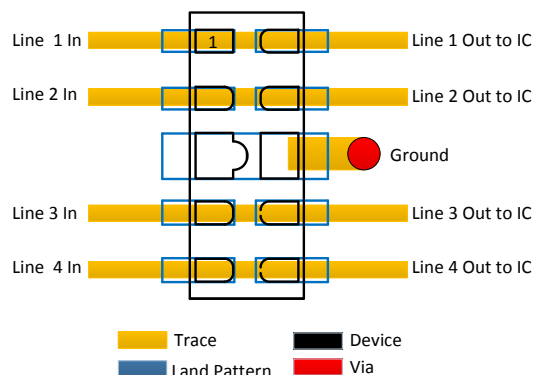 Line 1 In
1
Line 1 Out to IC
Line 2 In
Line 2 Out to IC
Ground
Line 3 In
Line 3 Out to IC
Line 4 In
Line 4 Out to IC
Trace
Device
Land Pattern
Via